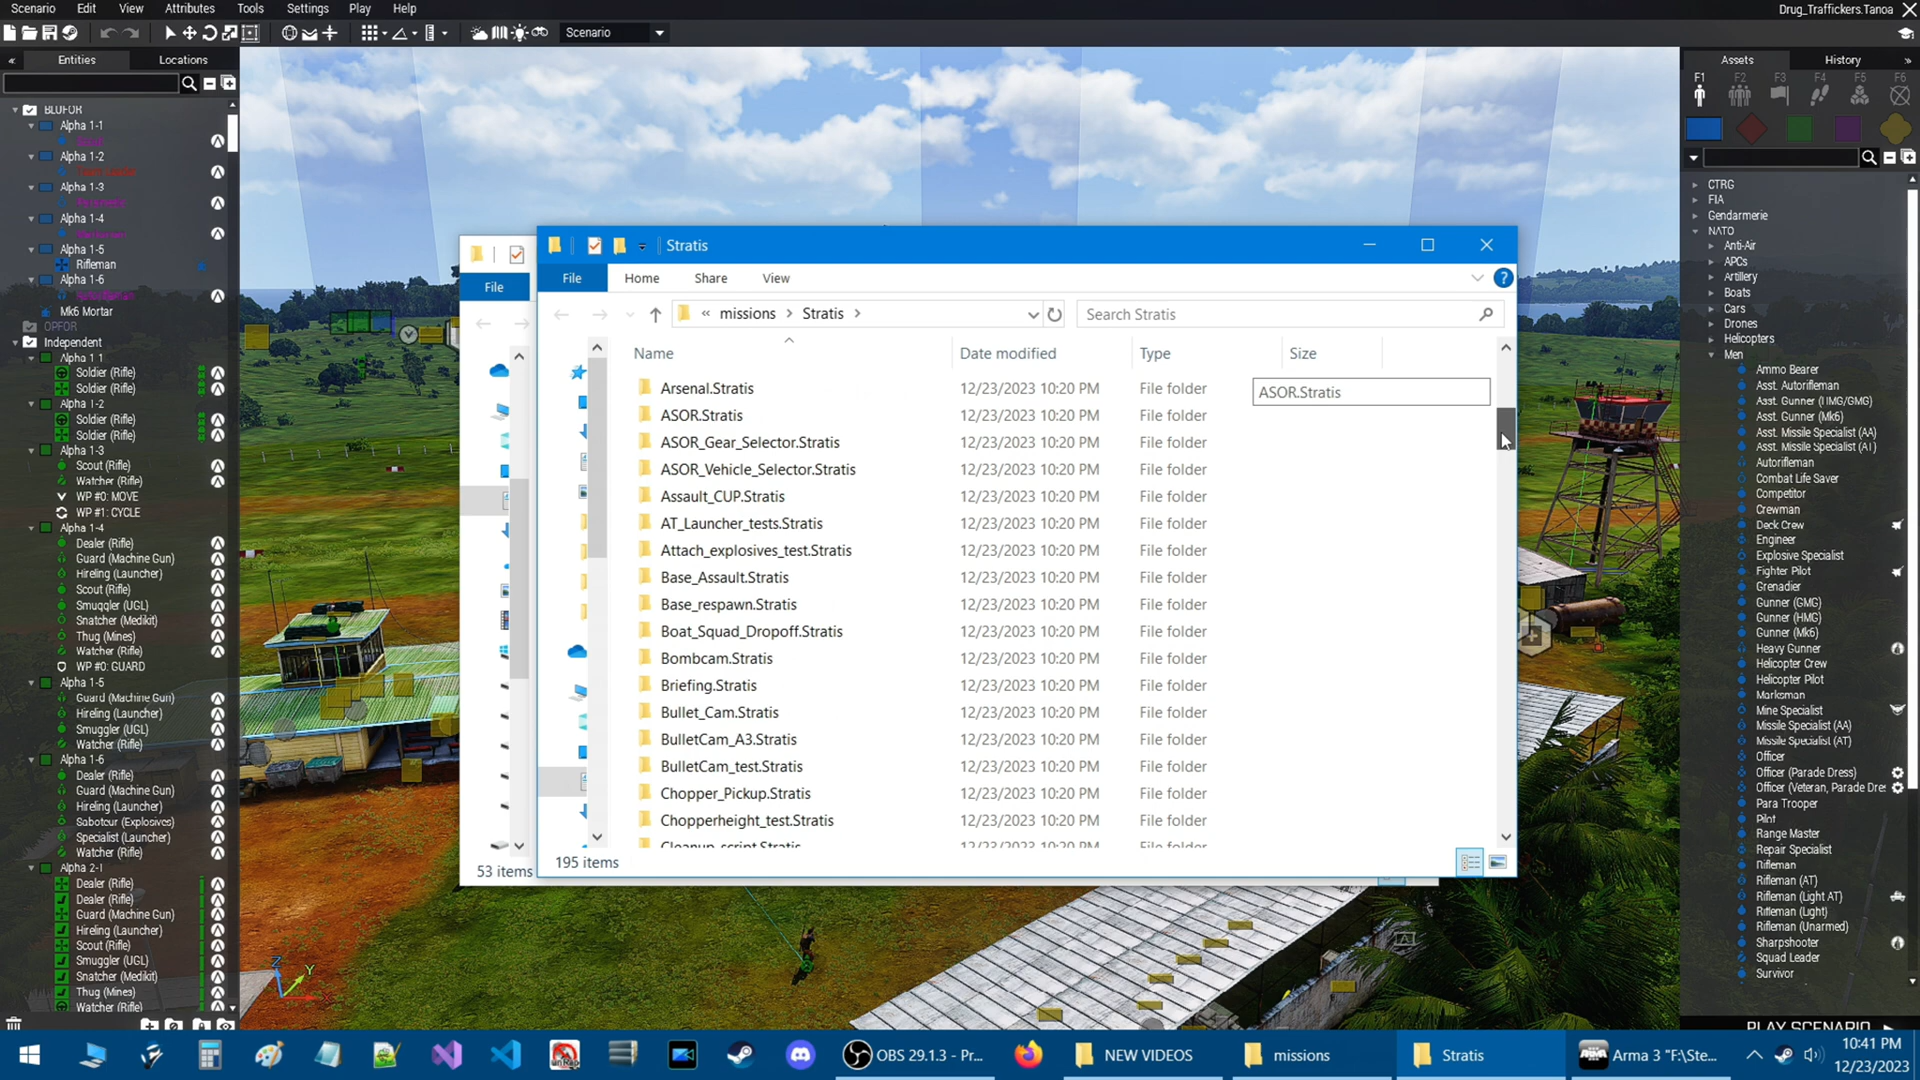 Scenario Edit View Attributes Tools Settings Play Help
Drug_Traffickers.Tanoa
Scenario
Entities Locations
BLUFOR
Alpha 1-1
Alpha 1-2
Alpha 1-3
Alpha 1-4
Alpha 1-5
Rifleman
Alpha 1-6
Mk6 Mortar
OPFOR
Independent
Alpha 1-1
Soldier (Rifle)
Soldier (Rifle)
Alpha 1-2
Soldier (Rifle)
Soldier (Rifle)
Alpha 1-3
Scout (Rifle)
Watcher (Rifle)
WP #0: MOVE
WP #1: CYCLE
Alpha 1-4
Dealer (Rifle)
Guard (Machine Gun)
Hireling (Launcher)
Scout (Rifle)
Smuggler (UGL)
Snatcher (Medikit)
Thug (Mines)
Watcher (Rifle)
WP #0: GUARD
Alpha 1-5
Guard (Machine Gun)
Hireling (Launcher)
Smuggler (UGL)
Watcher (Rifle)
Alpha 1-6
Dealer (Rifle)
Guard (Machine Gun)
Hireling (Launcher)
Saboteur (Explosives)
Specialist (Launcher)
Watcher (Rifle)
Alpha 2-1
Dealer (Rifle)
Dealer (Rifle)
Guard (Machine Gun)
Hireling (Launcher)
Scout (Rifle)
Smuggler (UGL)
Snatcher (Medikit)
Thug (Mines)
Watcher (Rifle)
Z Y
File
53 items
Stratis
File Home Share View
« missions > Stratis >
Search Stratis
Name Date modified Type Size
Arsenal.Stratis 12/23/2023 10:20 PM File folder
ASOR.Stratis 12/23/2023 10:20 PM File folder
ASOR_Gear_Selector.Stratis 12/23/2023 10:20 PM File folder
ASOR_Vehicle_Selector.Stratis 12/23/2023 10:20 PM File folder
Assault_CUP.Stratis 12/23/2023 10:20 PM File folder
AT_Launcher_tests.Stratis 12/23/2023 10:20 PM File folder
Attach_explosives_test.Stratis 12/23/2023 10:20 PM File folder
Base_Assault.Stratis 12/23/2023 10:20 PM File folder
Base_respawn.Stratis 12/23/2023 10:20 PM File folder
Boat_Squad_Dropoff.Stratis 12/23/2023 10:20 PM File folder
Bombcam.Stratis 12/23/2023 10:20 PM File folder
Briefing.Stratis 12/23/2023 10:20 PM File folder
Bullet_Cam.Stratis 12/23/2023 10:20 PM File folder
BulletCam_A3.Stratis 12/23/2023 10:20 PM File folder
BulletCam_test.Stratis 12/23/2023 10:20 PM File folder
Chopper_Pickup.Stratis 12/23/2023 10:20 PM File folder
Chopperheight_test.Stratis 12/23/2023 10:20 PM File folder
Cleanup_script.Stratis 12/23/2023 10:20 PM File folder
ASOR.Stratis
195 items
Assets History
F1 F2 F3 F4 F5 F6
CTRG
FIA
Gendarmerie
NATO
Anti-Air
APCs
Artillery
Boats
Cars
Drones
Helicopters
Men
Ammo Bearer
Asst. Autorifleman
Asst. Gunner (HMG/GMG)
Asst. Gunner (Mk6)
Asst. Missile Specialist (AA)
Asst. Missile Specialist (AT)
Autorifleman
Combat Life Saver
Competitor
Crewman
Deck Crew
Engineer
Explosive Specialist
Fighter Pilot
Grenadier
Gunner (GMG)
Gunner (HMG)
Gunner (Mk6)
Heavy Gunner
Helicopter Crew
Helicopter Pilot
Marksman
Mine Specialist
Missile Specialist (AA)
Missile Specialist (AT)
Officer
Officer (Parade Dress)
Officer (Veteran, Parade Dre
Para Trooper
Pilot
Range Master
Repair Specialist
Rifleman
Rifleman (AT)
Rifleman (Light AT)
Rifleman (Light)
Rifleman (Unarmed)
Sharpshooter
Squad Leader
Survivor
PLAY SCENARIO
OBS 29.1.3 - Pr...
NEW VIDEOS
missions
Stratis
Arma 3 "F:\Ste...
10:41 PM
12/23/2023